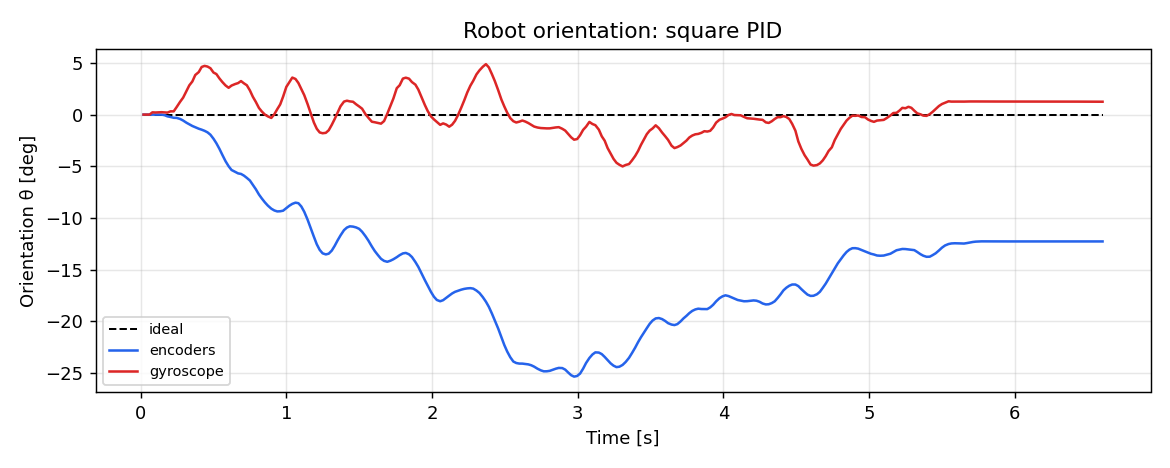 Robot orientation: square PID
Orientation θ [deg]
5
0
−5
−10
−15
−20
−25
ideal
encoders
gyroscope
0 1 2 3 4 5 6
Time [s]